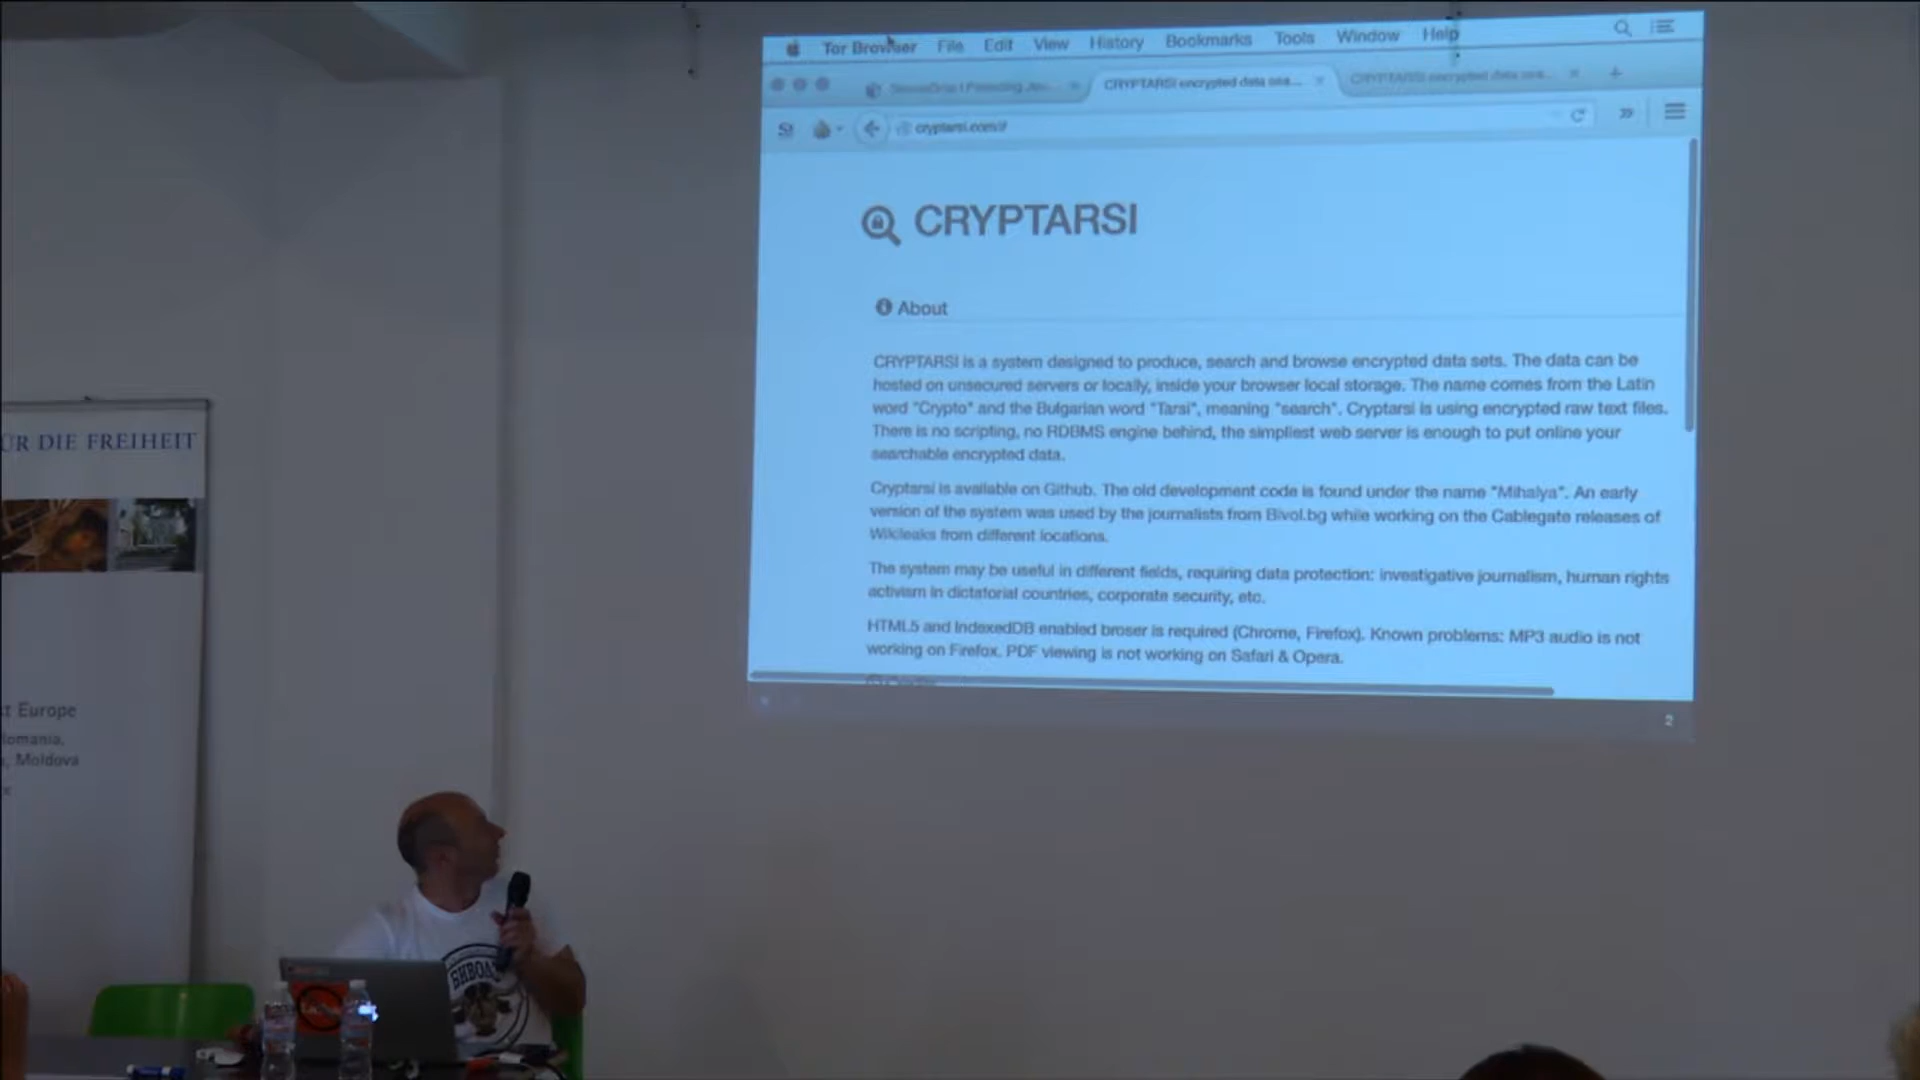 Tor Browser File Edit View History Bookmarks Tools Window Help
CRYPTARSI encrypted data sea...
CRYPTARSI encrypted data sea...
cryptarsi.com/#
CRYPTARSI
About
CRYPTARSI is a system designed to produce, search and browse encrypted data sets. The data can be
hosted on unsecured servers or locally, inside your browser local storage. The name comes from the Latin
word "Crypto" and the Bulgarian word "Tarsi", meaning "search". Cryptarsi is using encrypted raw text files.
There is no scripting, no RDBMS engine behind, the simpliest web server is enough to put online your
searchable encrypted data.
Cryptarsi is available on Github. The old development code is found under the name "Mihalya". An early
version of the system was used by the journalists from Bivol.bg while working on the Cablegate releases of
Wikileaks from different locations.
The system may be useful in different fields, requiring data protection: investigative journalism, human rights
activism in dictatorial countries, corporate security, etc.
HTML5 and IndexedDB enabled broser is required (Chrome, Firefox). Known problems: MP3 audio is not
working on Firefox. PDF viewing is not working on Safari & Opera.
2
ÜR DIE FREIHEIT
t Europe
omania,
, Moldova